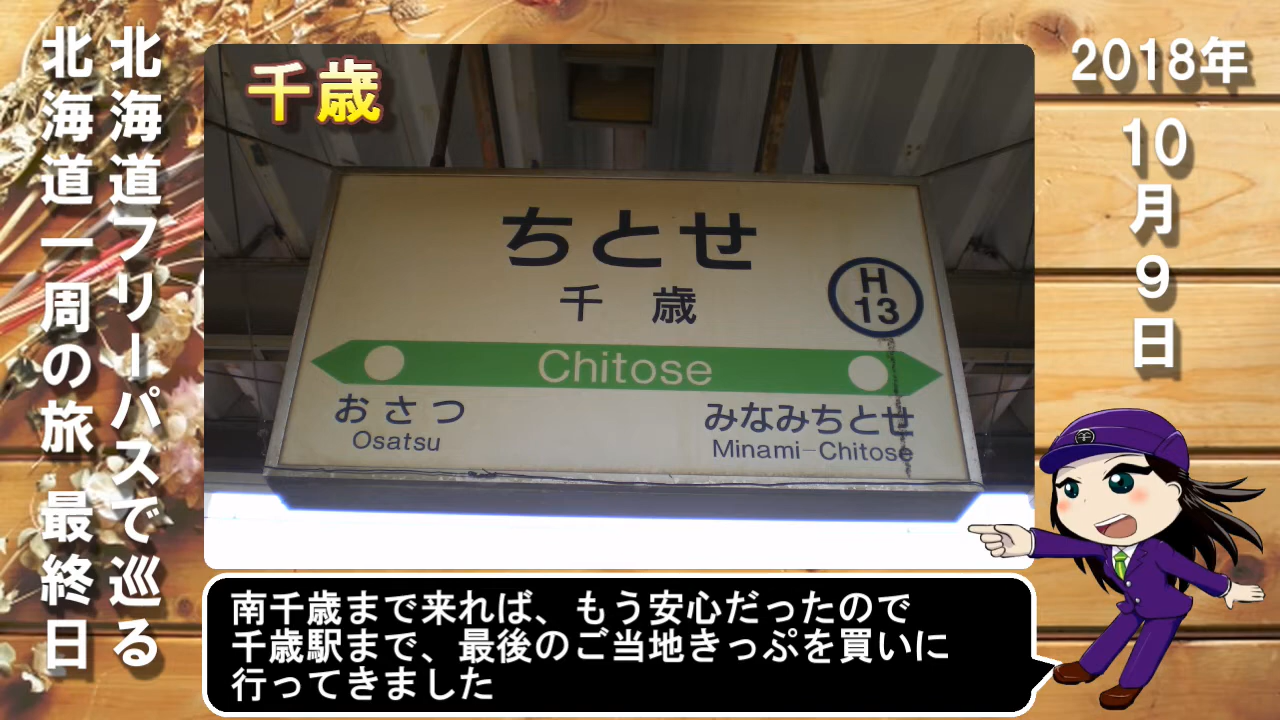 北海道フリーパスで巡る
北海道一周の旅 最終日
千歳
ちとせ
千歳
H
13
Chitose
おさつ
Osatsu
みなみちとせ
Minami-Chitose
2018年
10
月
9
日
南千歳まで来れば、もう安心だったので
千歳駅まで、最後のご当地きっぷを買いに
行ってきました